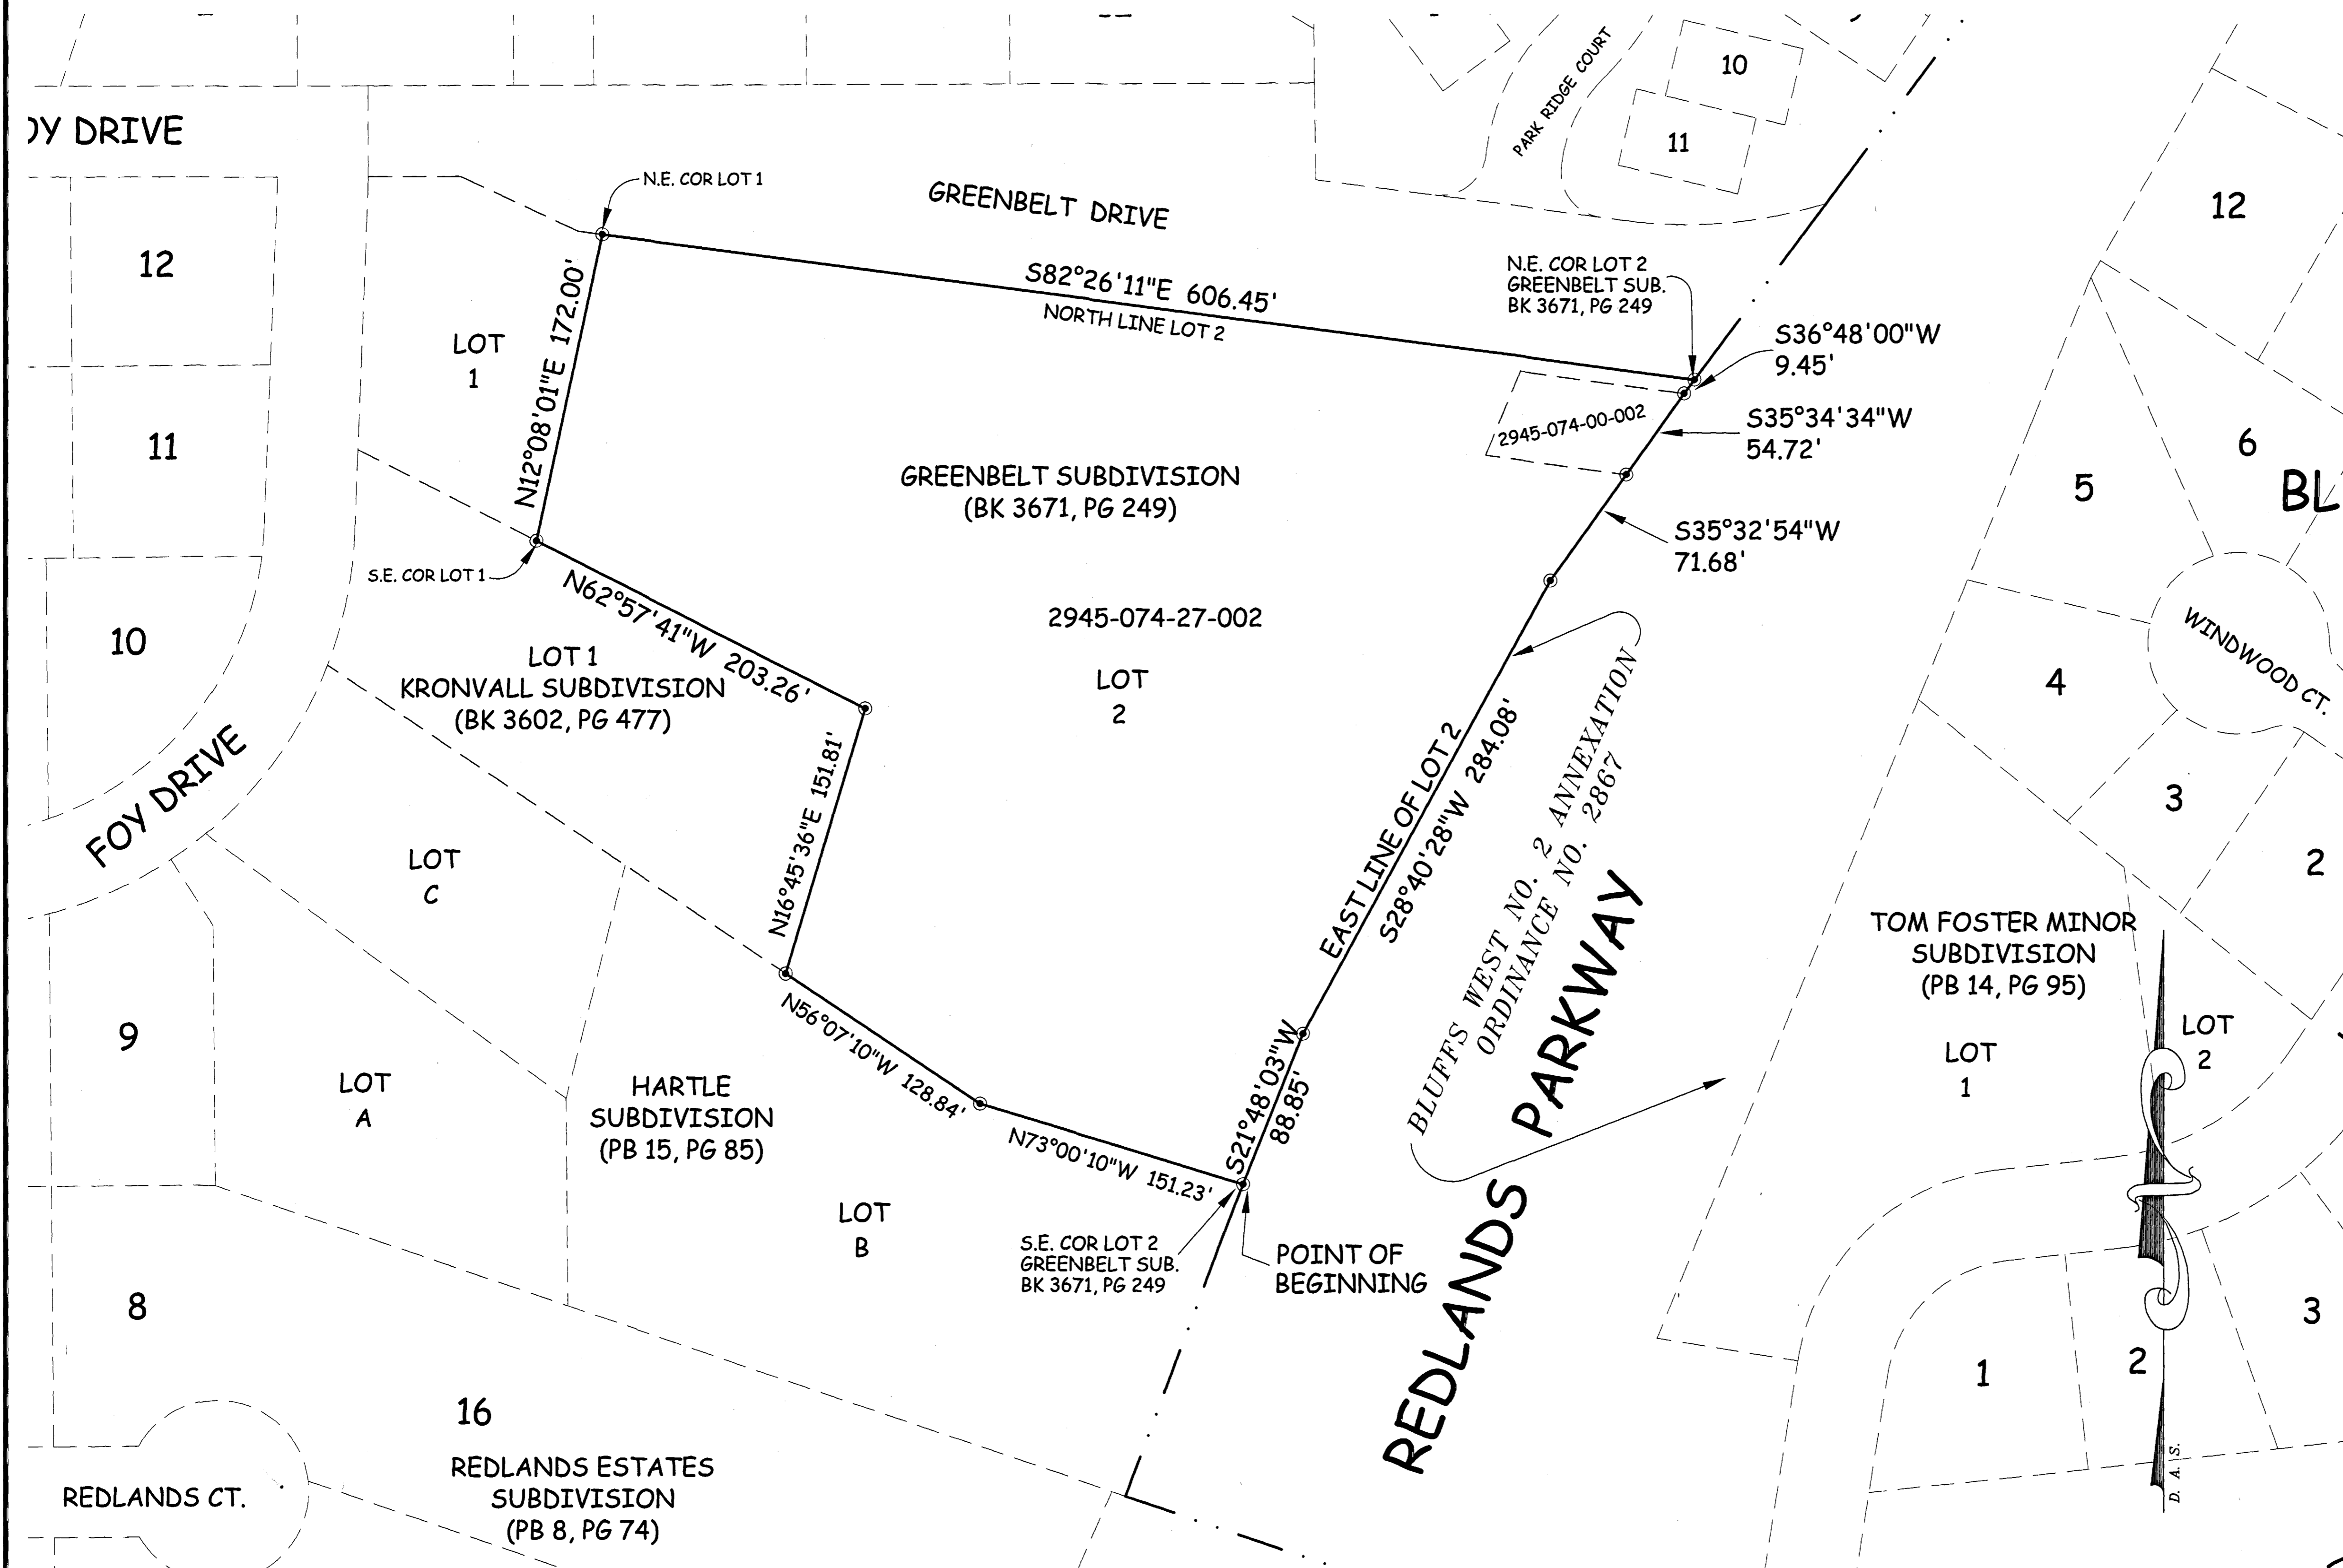 PARK RIDGE COURT
10
11
12
OY DRIVE
N.E. COR LOT 1
GREENBELT DRIVE
12
S82°26'11"E 606.45'
NORTH LINE LOT 2
N.E. COR LOT 2
GREENBELT SUB.
BK 3671, PG 249
S36°48'00"W
9.45'
LOT
1
N12°08'01"E 172.00'
2945-074-00-002
S35°34'34"W
54.72'
11
GREENBELT SUBDIVISION
(BK 3671, PG 249)
6
5
BL
S35°32'54"W
71.68'
S.E. COR LOT 1
N62°57'41"W 203.26'
10
2945-074-27-002
LOT
2
LOT 1
KRONVALL SUBDIVISION
(BK 3602, PG 477)
WINDWOOD CT.
4
3
2
FOY DRIVE
N16°45'36"E 151.81'
EAST LINE OF LOT 2
S28°40'28"W 284.08'
BLUFFS WEST NO. 2 ANNEXATION
ORDINANCE NO. 2867
REDLANDS PARKWAY
LOT
C
TOM FOSTER MINOR
SUBDIVISION
(PB 14, PG 95)
LOT
1
LOT
2
9
N56°07'10"W 128.84'
N73°00'10"W 151.23'
S21°48'03"W
88.85'
LOT
A
HARTLE
SUBDIVISION
(PB 15, PG 85)
LOT
B
S.E. COR LOT 2
GREENBELT SUB.
BK 3671, PG 249
POINT OF
BEGINNING
8
3
2
1
16
REDLANDS ESTATES
SUBDIVISION
(PB 8, PG 74)
REDLANDS CT.
D. A. S.